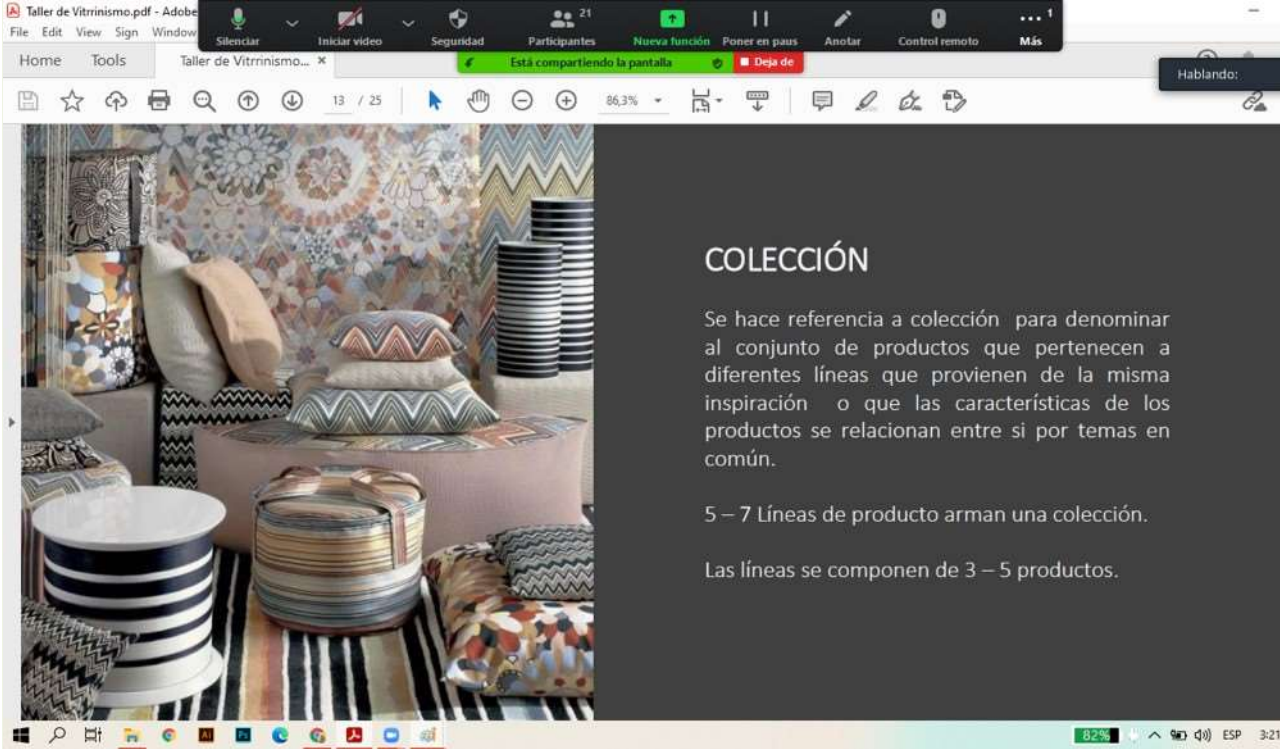 Taller de Vitrrinismo.pdf - Adobe
File Edit View Sign Window
Silenciar
Iniciar video
Seguridad
21
Participantes
Nueva función
Poner en paus
Anotar
Control remoto
1
Más
Está compartiendo la pantalla
Deja de
Home Tools Taller de Vitrrinismo... ×
Hablando:
13 / 25
86,3%
COLECCIÓN
Se hace referencia a colección para denominar
al conjunto de productos que pertenecen a
diferentes líneas que provienen de la misma
inspiración o que las características de los
productos se relacionan entre si por temas en
común.
5 – 7 Líneas de producto arman una colección.
Las líneas se componen de 3 – 5 productos.
Ai
Ps
82%
ESP
3:21